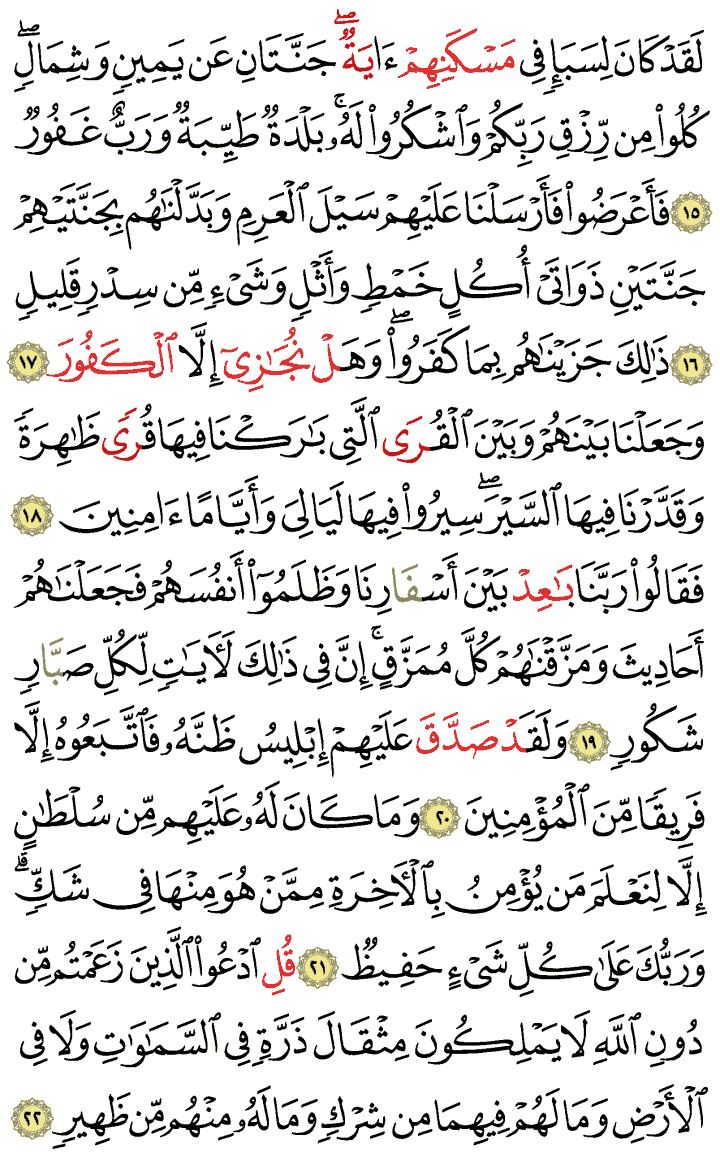 لَقَدۡ كَانَ لِسَبَإٖ فِي مَسۡكَنِهِمۡ ءَايَةٞۖ جَنَّتَانِ عَن يَمِينٖ وَشِمَالٖۖ
كُلُواْ مِن رِّزۡقِ رَبِّكُمۡ وَٱشۡكُرُواْ لَهُۥۚ بَلۡدَةٞ طَيِّبَةٞ وَرَبٌّ غَفُورٞ
١٥ فَأَعۡرَضُواْ فَأَرۡسَلۡنَا عَلَيۡهِمۡ سَيۡلَ ٱلۡعَرِمِ وَبَدَّلۡنَٰهُم بِجَنَّتَيۡهِمۡ
جَنَّتَيۡنِ ذَوَاتَيۡ أُكُلٍ خَمۡطٖ وَأَثۡلٖ وَشَيۡءٖ مِّن سِدۡرٖ قَلِيلٖ
١٦ ذَٰلِكَ جَزَيۡنَٰهُم بِمَا كَفَرُواْۖ وَهَلۡ نُجَٰزِيٓ إِلَّا ٱلۡكَفُورَ ١٧
وَجَعَلۡنَا بَيۡنَهُمۡ وَبَيۡنَ ٱلۡقُرَى ٱلَّتِي بَٰرَكۡنَا فِيهَا قُرٗى ظَٰهِرَةٗ
وَقَدَّرۡنَا فِيهَا ٱلسَّيۡرَۖ سِيرُواْ فِيهَا لَيَالِيَ وَأَيَّامًا ءَامِنِينَ ١٨
فَقَالُواْ رَبَّنَا بَٰعِدۡ بَيۡنَ أَسۡفَارِنَا وَظَلَمُوٓاْ أَنفُسَهُمۡ فَجَعَلۡنَٰهُمۡ
أَحَادِيثَ وَمَزَّقۡنَٰهُمۡ كُلَّ مُمَزَّقٍۚ إِنَّ فِي ذَٰلِكَ لَأٓيَٰتٖ لِّكُلِّ صَبَّارٖ
شَكُورٖ ١٩ وَلَقَدۡ صَدَّقَ عَلَيۡهِمۡ إِبۡلِيسُ ظَنَّهُۥ فَٱتَّبَعُوهُ إِلَّا
فَرِيقٗا مِّنَ ٱلۡمُؤۡمِنِينَ ٢٠ وَمَا كَانَ لَهُۥ عَلَيۡهِم مِّن سُلۡطَٰنٍ
إِلَّا لِنَعۡلَمَ مَن يُؤۡمِنُ بِٱلۡأٓخِرَةِ مِمَّنۡ هُوَ مِنۡهَا فِي شَكّٖۗ
وَرَبُّكَ عَلَىٰ كُلِّ شَيۡءٍ حَفِيظٞ ٢١ قُلِ ٱدۡعُواْ ٱلَّذِينَ زَعَمۡتُم مِّن
دُونِ ٱللَّهِ لَا يَمۡلِكُونَ مِثۡقَالَ ذَرَّةٖ فِي ٱلسَّمَٰوَٰتِ وَلَا فِي
ٱلۡأَرۡضِ وَمَا لَهُمۡ فِيهِمَا مِن شِرۡكٖ وَمَا لَهُۥ مِنۡهُم مِّن ظَهِيرٖ ٢٢